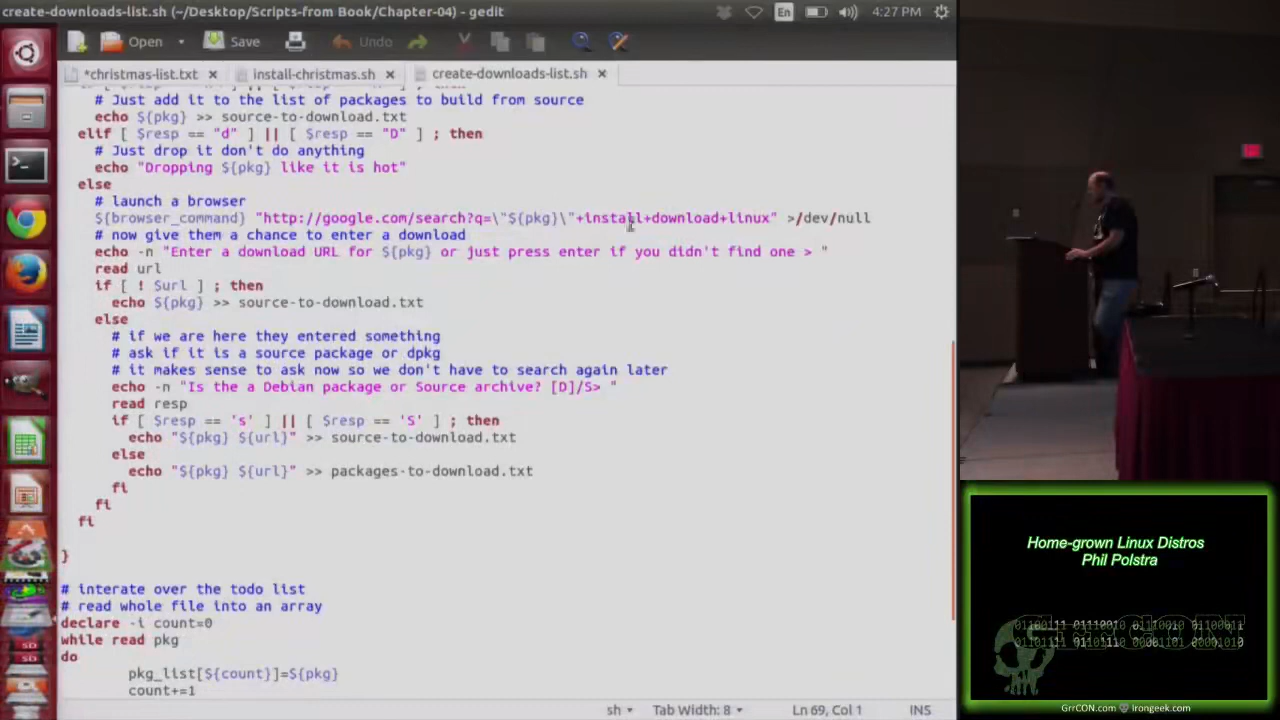 create-downloads-list.sh (~/Desktop/Scripts-from Book/Chapter-04) - gedit
En
4:27 PM
Open
Save
Undo
*christmas-list.txt
install-christmas.sh
create-downloads-list.sh
# Just add it to the list of packages to build from source
echo ${pkg} >> source-to-download.txt
elif [ $resp == "d" ] || [ $resp == "D" ] ; then
# Just drop it don't do anything
echo "Dropping ${pkg} like it is hot"
else
# launch a browser
${browser_command} "http://google.com/search?q=\"${pkg}\"+install+download+linux" >/dev/null
# now give them a chance to enter a download
echo -n "Enter a download URL for ${pkg} or just press enter if you didn't find one > "
read url
if [ ! $url ] ; then
echo ${pkg} >> source-to-download.txt
else
# if we are here they entered something
# ask if it is a source package or dpkg
# it makes sense to ask now so we don't have to search again later
echo -n "Is the a Debian package or Source archive? [D]/S> "
read resp
if [ $resp == 's' ] || [ $resp == 'S' ] ; then
echo "${pkg} ${url}" >> source-to-download.txt
else
echo "${pkg} ${url}" >> packages-to-download.txt
fi
fi
fi
}
# interate over the todo list
# read whole file into an array
declare -i count=0
while read pkg
do
pkg_list[${count}]=${pkg}
count+=1
sh
Tab Width: 8
Ln 69, Col 1
INS
Home-grown Linux Distros
Phil Polstra
GrrCON
GrrCON.com
Irongeek.com